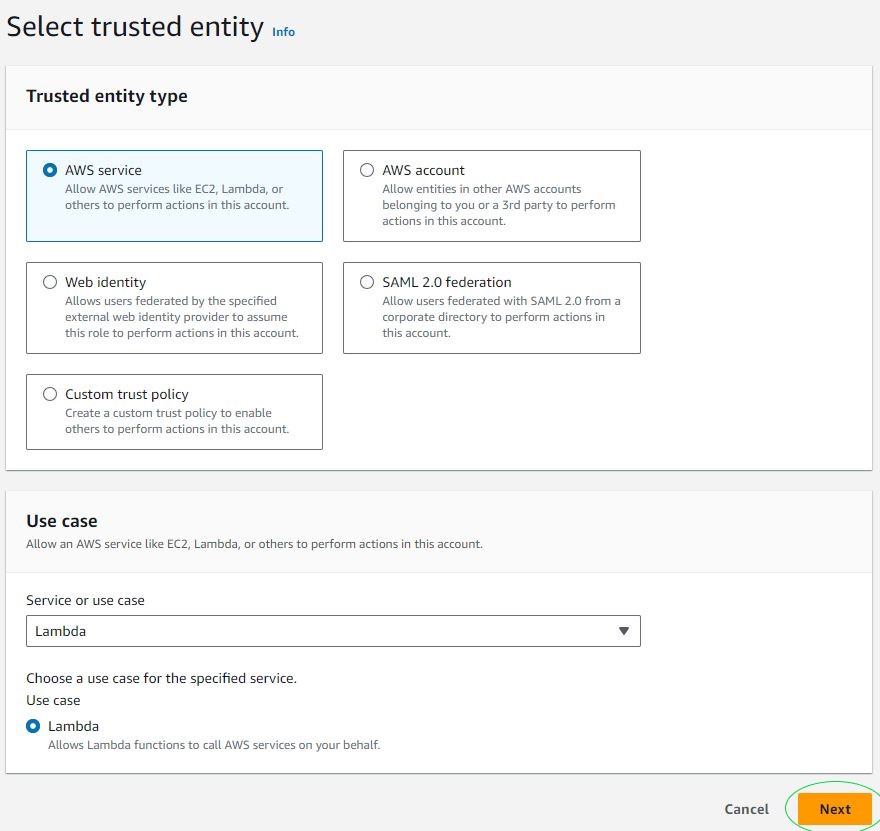 Select trusted entity Info
Trusted entity type
AWS service
Allow AWS services like EC2, Lambda, or
others to perform actions in this account.
AWS account
Allow entities in other AWS accounts
belonging to you or a 3rd party to perform
actions in this account.
Web identity
Allows users federated by the specified
external web identity provider to assume
this role to perform actions in this account.
SAML 2.0 federation
Allow users federated with SAML 2.0 from a
corporate directory to perform actions in
this account.
Custom trust policy
Create a custom trust policy to enable
others to perform actions in this account.
Use case
Allow an AWS service like EC2, Lambda, or others to perform actions in this account.
Service or use case
Lambda
Choose a use case for the specified service.
Use case
Lambda
Allows Lambda functions to call AWS services on your behalf.
Cancel Next